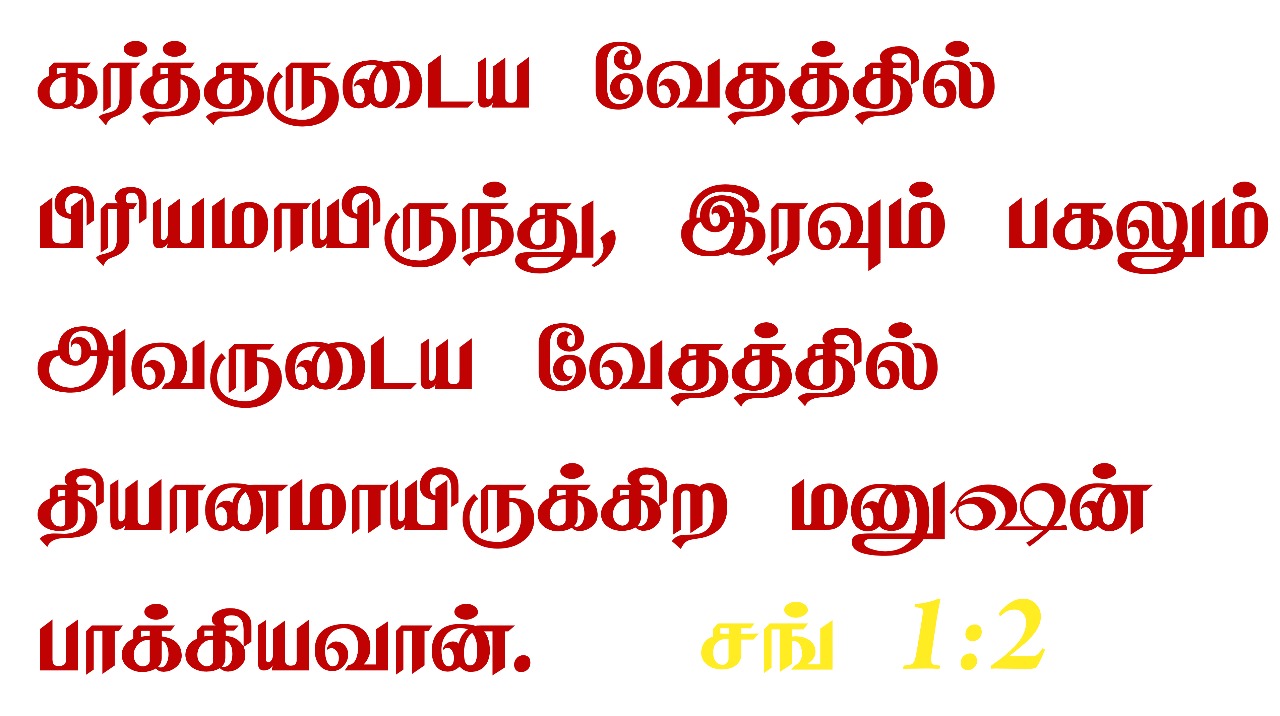 கர்த்தருடைய வேதத்தில்
பிரியமாயிருந்து, இரவும் பகலும்
அவருடைய வேதத்தில்
தியானமாயிருக்கிற மனுஷன்
பாக்கியவான். சங் 1:2